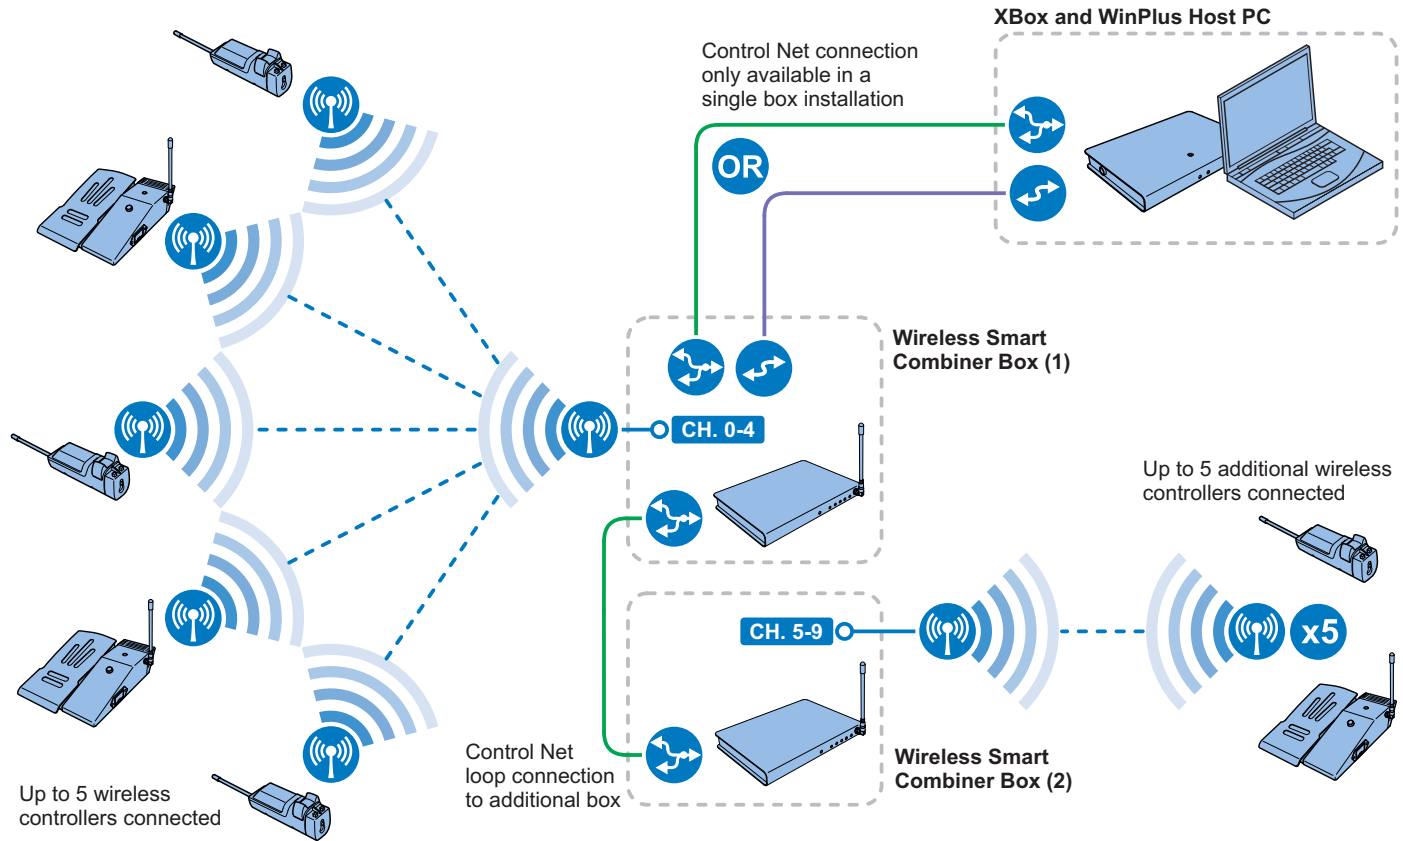 XBox and WinPlus Host PC
Control Net connection
only available in a
single box installation
OR
Wireless Smart
Combiner Box (1)
CH. 0-4
Up to 5 additional wireless
controllers connected
CH. 5-9
x5
Control Net
loop connection
to additional box
Wireless Smart
Combiner Box (2)
Up to 5 wireless
controllers connected